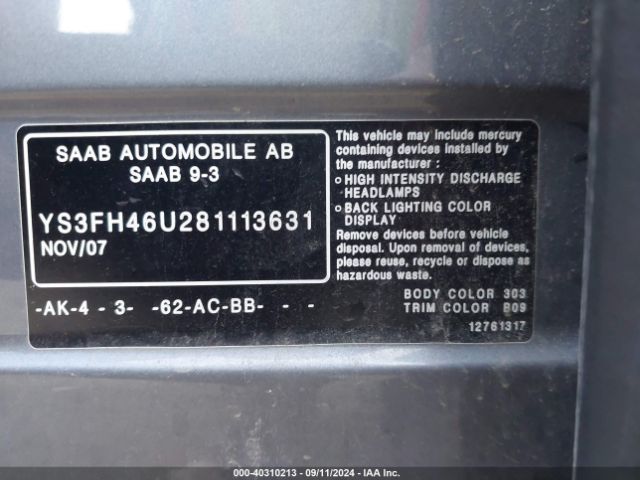 SAAB AUTOMOBILE AB
SAAB 9-3
YS3FH46U281113631
NOV/07
-AK-4 - 3- -62-AC-BB- - -
This vehicle may include mercury
containing devices installed by
the manufacturer :
o HIGH INTENSITY DISCHARGE
HEADLAMPS
o BACK LIGHTING COLOR
DISPLAY
Remove devices before vehicle
disposal. Upon removal of devices,
please reuse, recycle or dispose as
hazardous waste.
BODY COLOR 303
TRIM COLOR B09
12761317
000-40310213 - 09/11/2024 - IAA Inc.